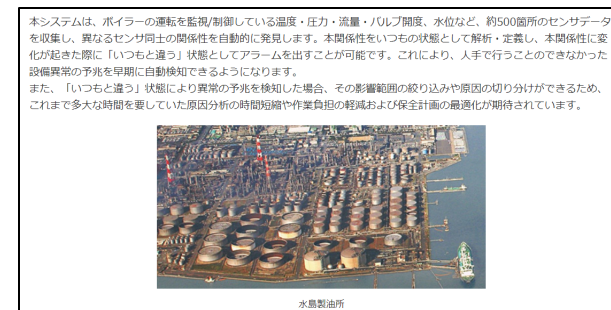 本システムは、ボイラーの運転を監視/制御している温度・圧力・流量・バルブ開度、水位など、約500箇所のセンサデータ
を収集し、異なるセンサ同士の関係性を自動的に発見します。本関係性をいつもの状態として解析・定義し、本関係性に変
化が起きた際に「いつもと違う」状態としてアラームを出すことが可能です。これにより、人手で行うことのできなかった
設備異常の予兆を早期に自動検知できるようになります。
また、「いつもと違う」状態により異常の予兆を検知した場合、その影響範囲の絞り込みや原因の切り分けができるため、
これまで多大な時間を要していた原因分析の時間短縮や作業負担の軽減および保全計画の最適化が期待されています。
水島製油所